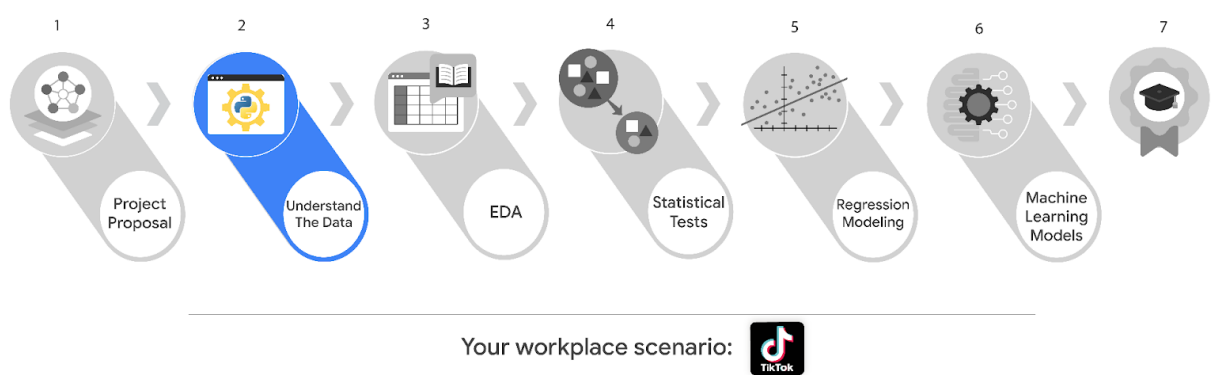 1
2
3
4
5
6
7
Project
Proposal
Understand
The Data
EDA
Statistical
Tests
Regression
Modeling
Machine
Learning
Models
Your workplace scenario:
TikTok